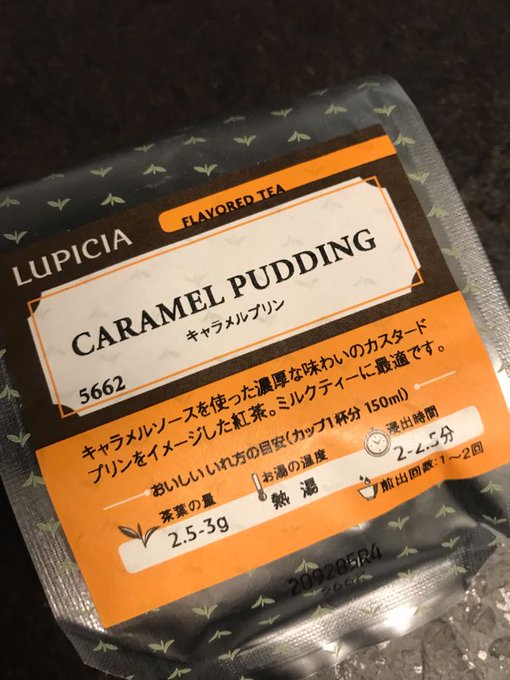 FLAVORED TEA
LUPICIA
CARAMEL PUDDING
キャラメルプリン
5662
キャラメルソースを使った濃厚な味わいのカスタード
プリンをイメージした紅茶。ミルクティーに最適です。
おいしいいれ方の目安(カップ1杯分 150ml)
茶葉の量
2.5-3g
お湯の温度
熱湯
浸出時間
2-2.5分
煎出回数:1〜2回
209285R4
5662